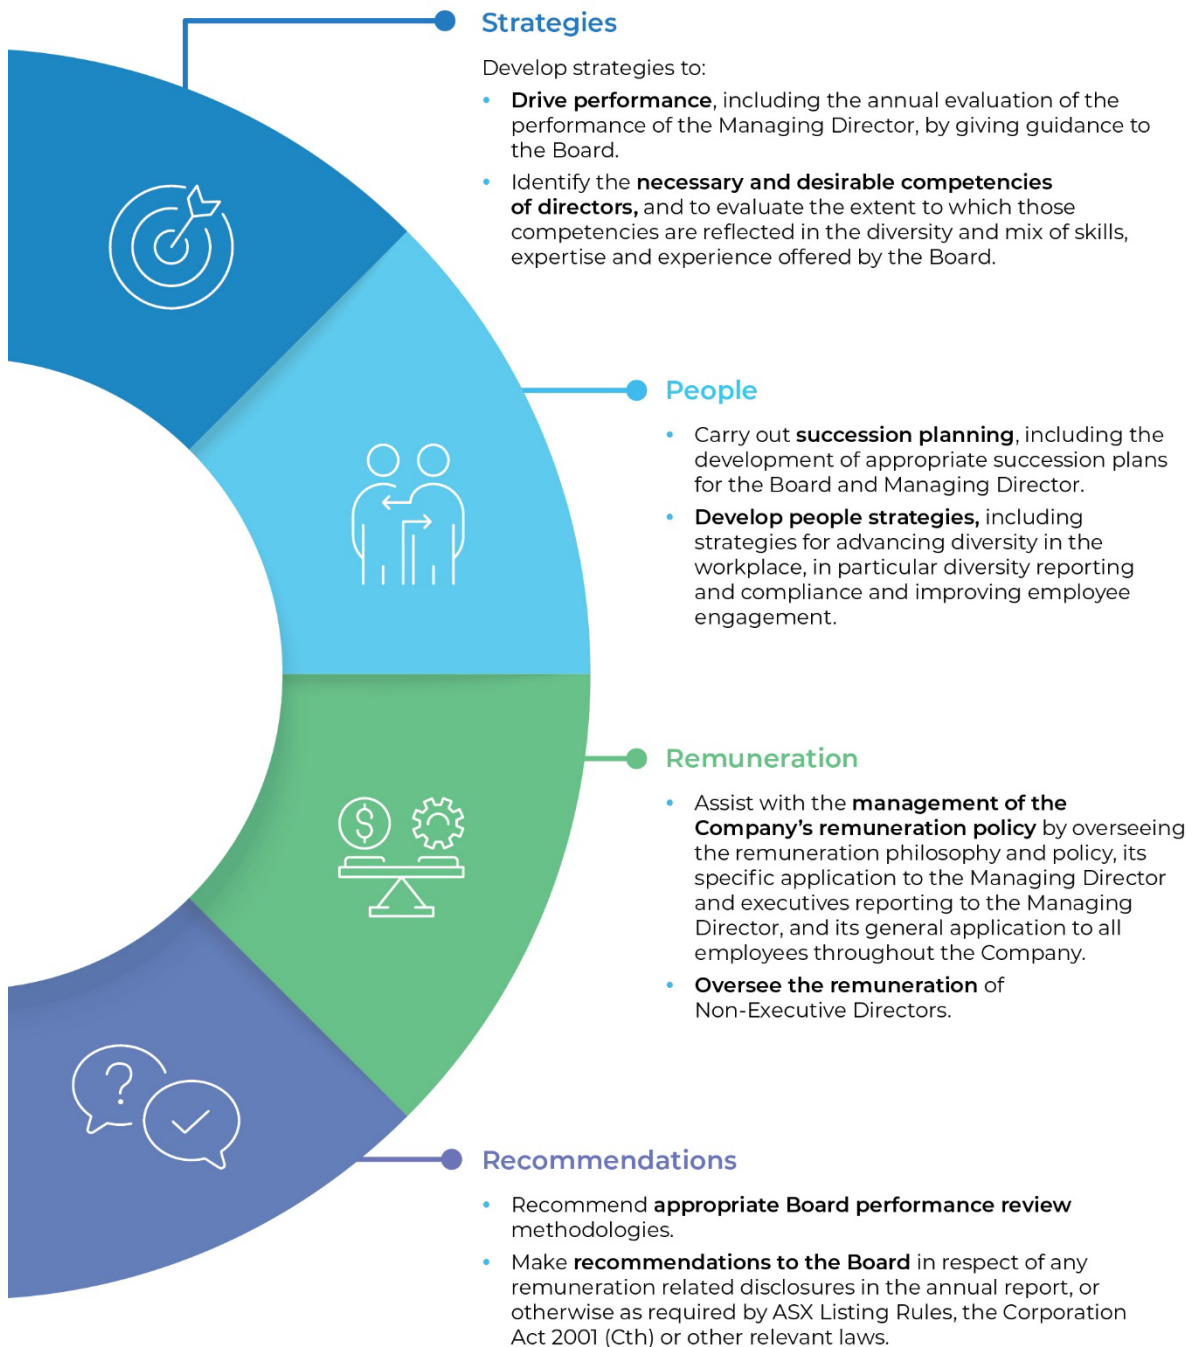 Strategies
Develop strategies to:
• Drive performance, including the annual evaluation of the
performance of the Managing Director, by giving guidance to
the Board.
• Identify the necessary and desirable competencies
of directors, and to evaluate the extent to which those
competencies are reflected in the diversity and mix of skills,
expertise and experience offered by the Board.
People
• Carry out succession planning, including the
development of appropriate succession plans
for the Board and Managing Director.
• Develop people strategies, including
strategies for advancing diversity in the
workplace, in particular diversity reporting
and compliance and improving employee
engagement.
$
Remuneration
• Assist with the management of the
Company’s remuneration policy by overseeing
the remuneration philosophy and policy, its
specific application to the Managing Director
and executives reporting to the Managing
Director, and its general application to all
employees throughout the Company.
• Oversee the remuneration of
Non-Executive Directors.
?
Recommendations
• Recommend appropriate Board performance review
methodologies.
• Make recommendations to the Board in respect of any
remuneration related disclosures in the annual report, or
otherwise as required by ASX Listing Rules, the Corporation
Act 2001 (Cth) or other relevant laws.